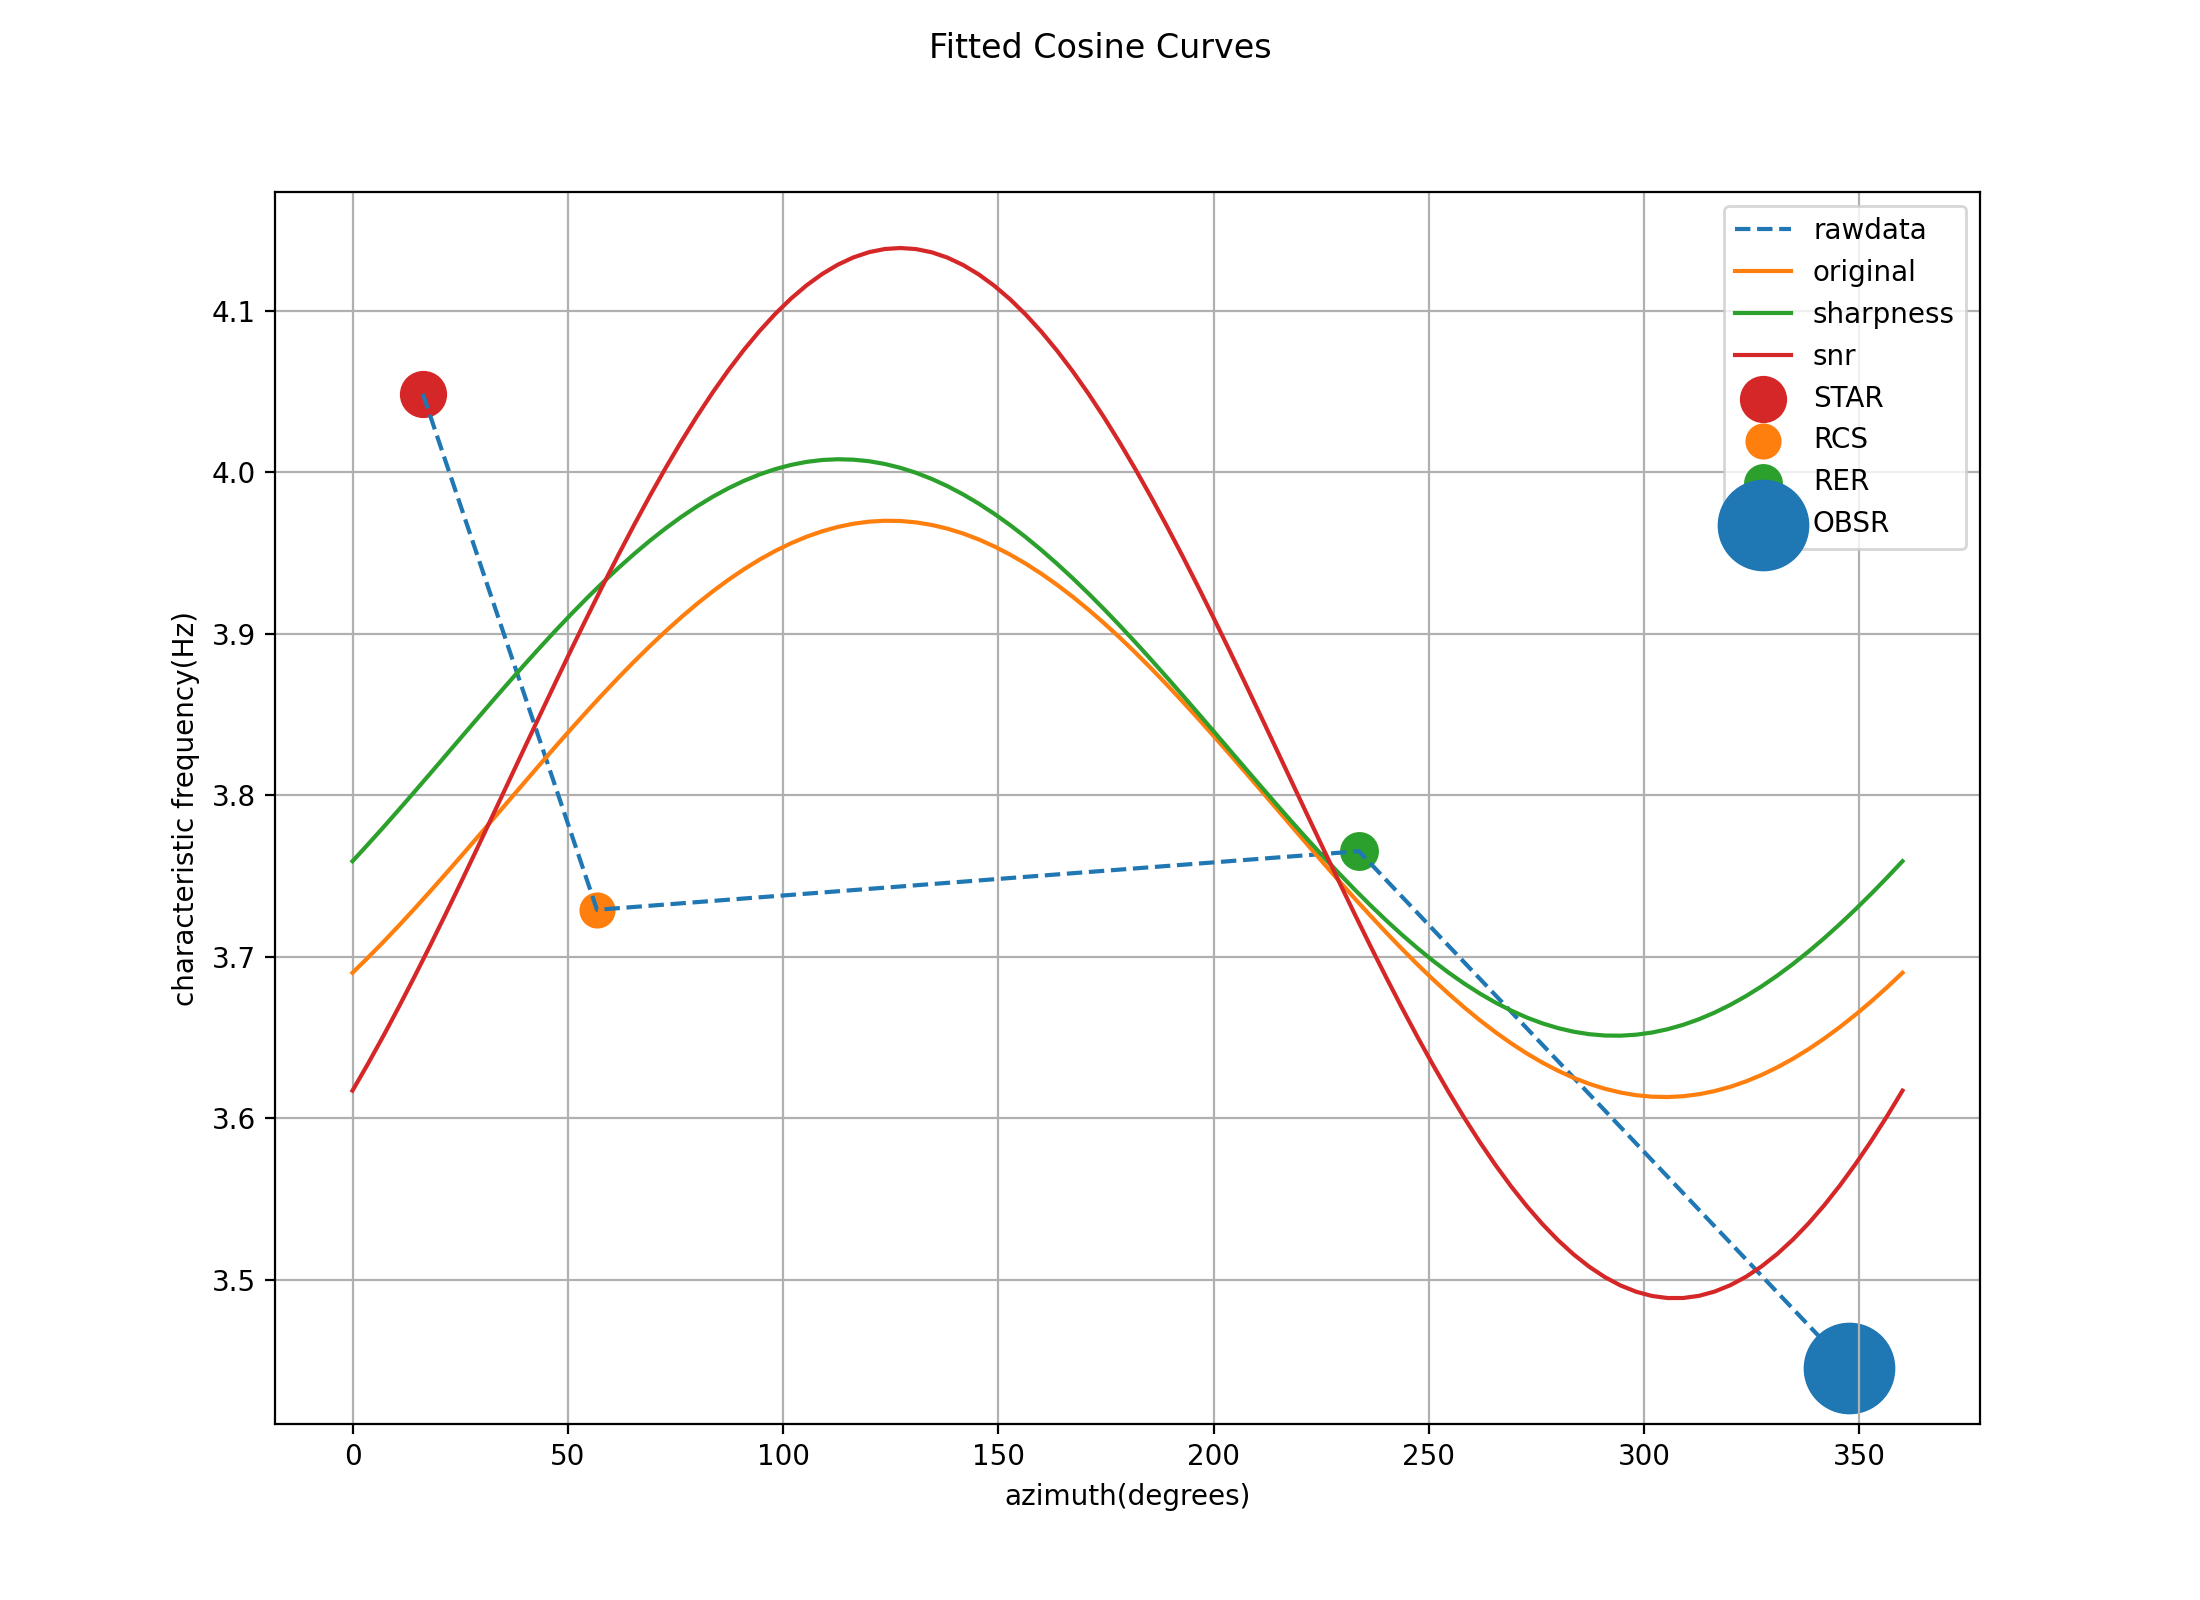 Fitted Cosine Curves
rawdata
original
sharpness
snr
STAR
RCS
RER
OBSR
4.1
4.0
3.9
3.8
3.7
3.6
3.5
characteristic frequency(Hz)
0 50 100 150 200 250 300 350
azimuth(degrees)